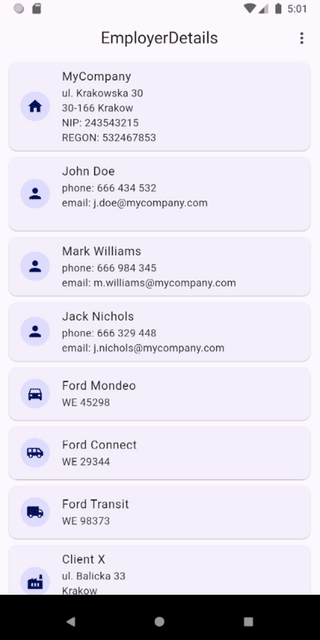 5:01
EmployerDetails
MyCompany
ul. Krakowska 30
30-166 Krakow
NIP: 243543215
REGON: 532467853
John Doe
phone: 666 434 532
email: j.doe@mycompany.com
Mark Williams
phone: 666 984 345
email: m.williams@mycompany.com
Jack Nichols
phone: 666 329 448
email: j.nichols@mycompany.com
Ford Mondeo
WE 45298
Ford Connect
WE 29344
Ford Transit
WE 98373
Client X
ul. Balicka 33
Krakow